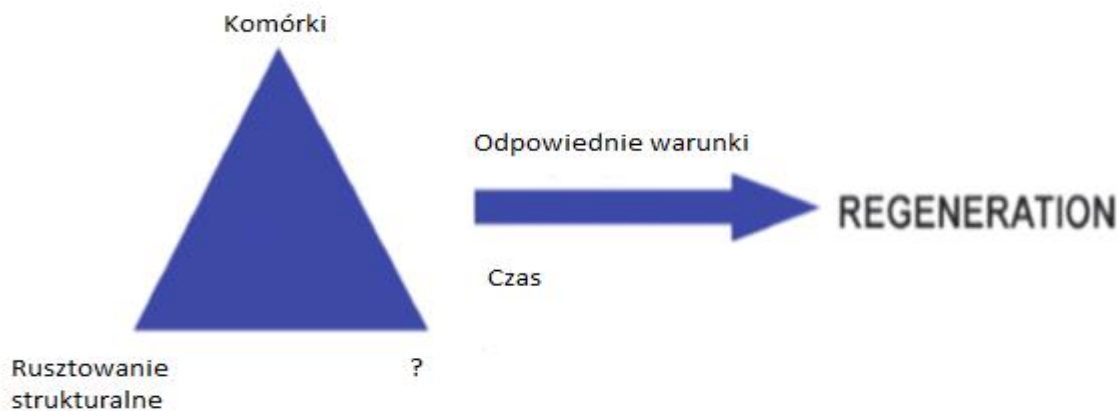 Komórki
Odpowiednie warunki
REGENERATION
Czas
Rusztowanie
strukturalne
?